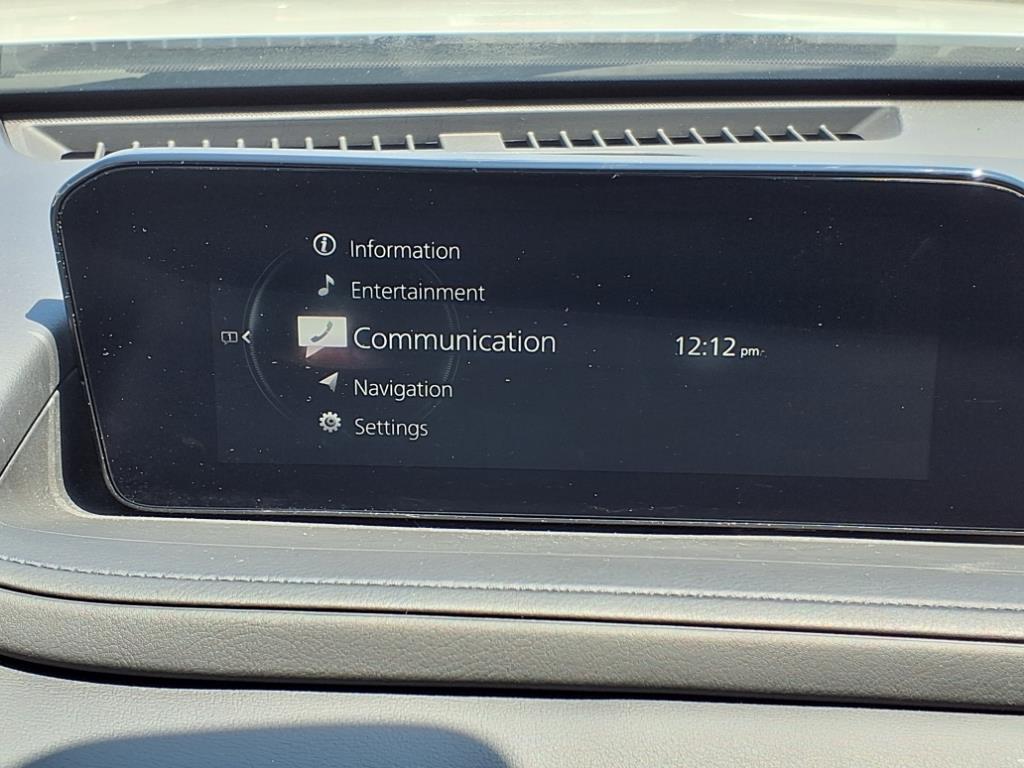 Information
Entertainment
Communication
12:12 pm
Navigation
Settings